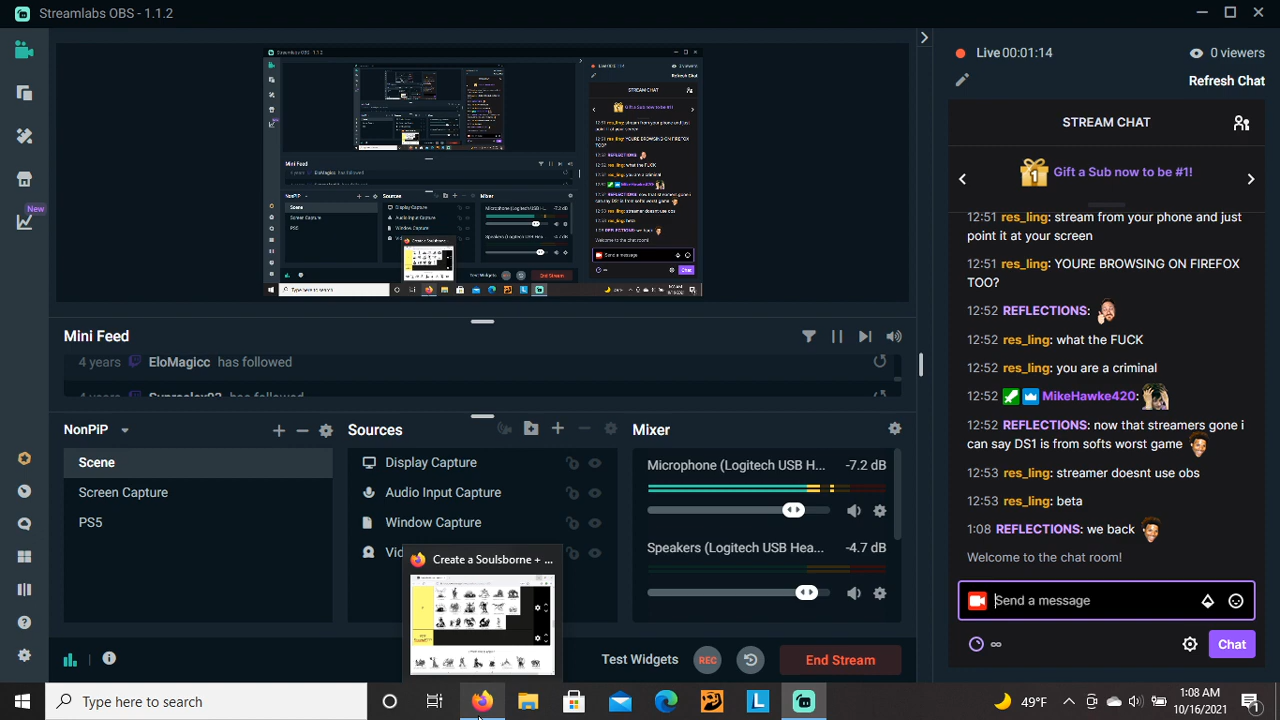 Streamlabs OBS - 1.1.2
Live 00:01:14
0 viewers
Refresh Chat
STREAM CHAT
Gift a Sub now to be #1!
12:51 res_ling: stream from your phone and just
point it at your screen
12:51 res_ling: YOURE BROWSING ON FIREFOX
TOO?
12:52 REFLECTIONS:
12:52 res_ling: what the FUCK
12:52 res_ling: you are a criminal
12:52 MikeHawke420:
12:52 REFLECTIONS: now that streamers gone i
can say DS1 is from softs worst game
12:53 res_ling: streamer doesnt use obs
12:53 res_ling: beta
1:08 REFLECTIONS: we back
Welcome to the chat room!
Send a message
∞
Chat
New
Mini Feed
4 years EloMagicc has followed
NonPIP
Scene
Screen Capture
PS5
Sources
Display Capture
Audio Input Capture
Window Capture
Create a Soulsborne + ...
Mixer
Microphone (Logitech USB H... -7.2 dB
Speakers (Logitech USB Hea... -4.7 dB
Test Widgets
REC
End Stream
Type here to search
49°F
1:08 AM
10/16/2021